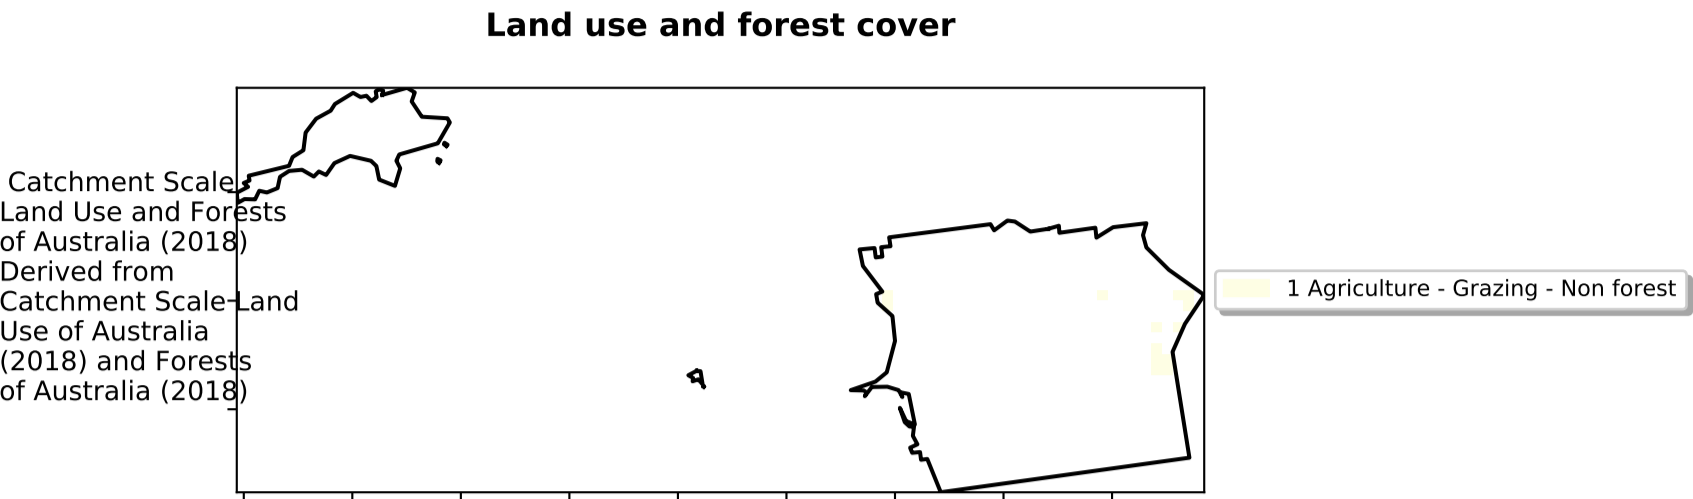 Land use and forest cover
Catchment Scale
Land Use and Forests
of Australia (2018)
Derived from
Catchment Scale Land
Use of Australia
(2018) and Forests
of Australia (2018)
1 Agriculture - Grazing - Non forest